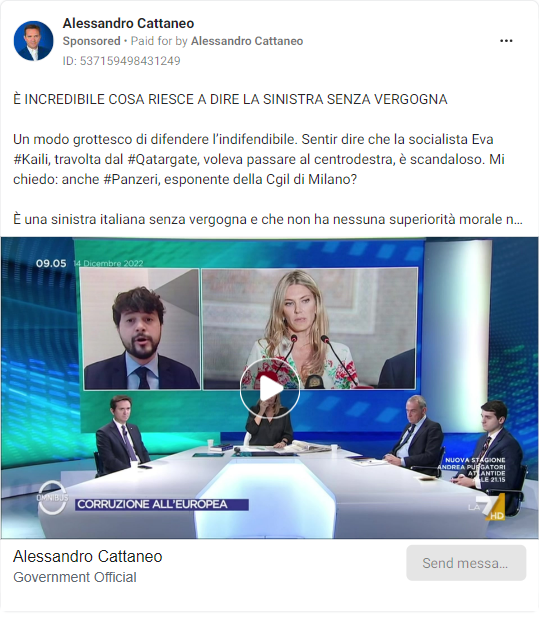 Alessandro Cattaneo
Sponsored • Paid for by Alessandro Cattaneo
ID: 537159498431249
È INCREDIBILE COSA RIESCE A DIRE LA SINISTRA SENZA VERGOGNA
Un modo grottesco di difendere l'indifendibile. Sentir dire che la socialista Eva
#Kaili, travolta dal #Qatargate, voleva passare al centrodestra, è scandaloso. Mi
chiedo: anche #Panzeri, esponente della Cgil di Milano?
È una sinistra italiana senza vergogna e che non ha nessuna superiorità morale n...
09.05 14 Dicembre 2022
NUOVA STAGIONE
ANDREA PURGATORI
ATLANTIDE
ALLE 21.15
OMNIBUS
CORRUZIONE ALL'EUROPEA
LA7 HD
Alessandro Cattaneo
Government Official
Send messa...